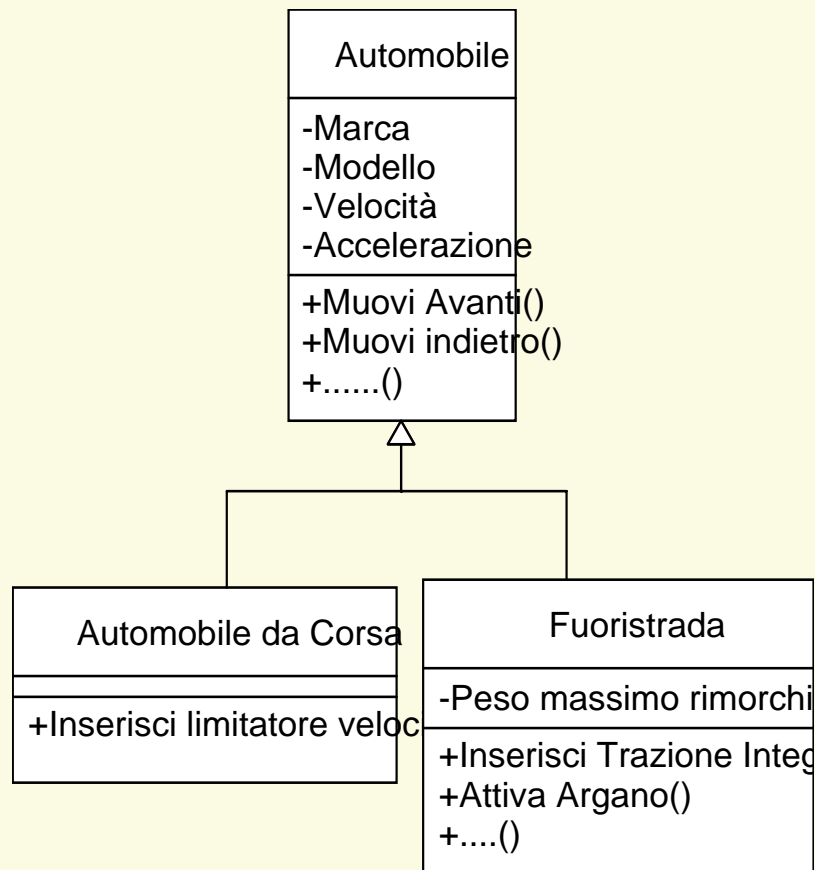 Automobile
-Marca
-Modello
-Velocità
-Accelerazione
+Muovi Avanti()
+Muovi indietro()
+......()
Automobile da Corsa
+Inserisci limitatore veloc
Fuoristrada
-Peso massimo rimorchi
+Inserisci Trazione Integ
+Attiva Argano()
+....()